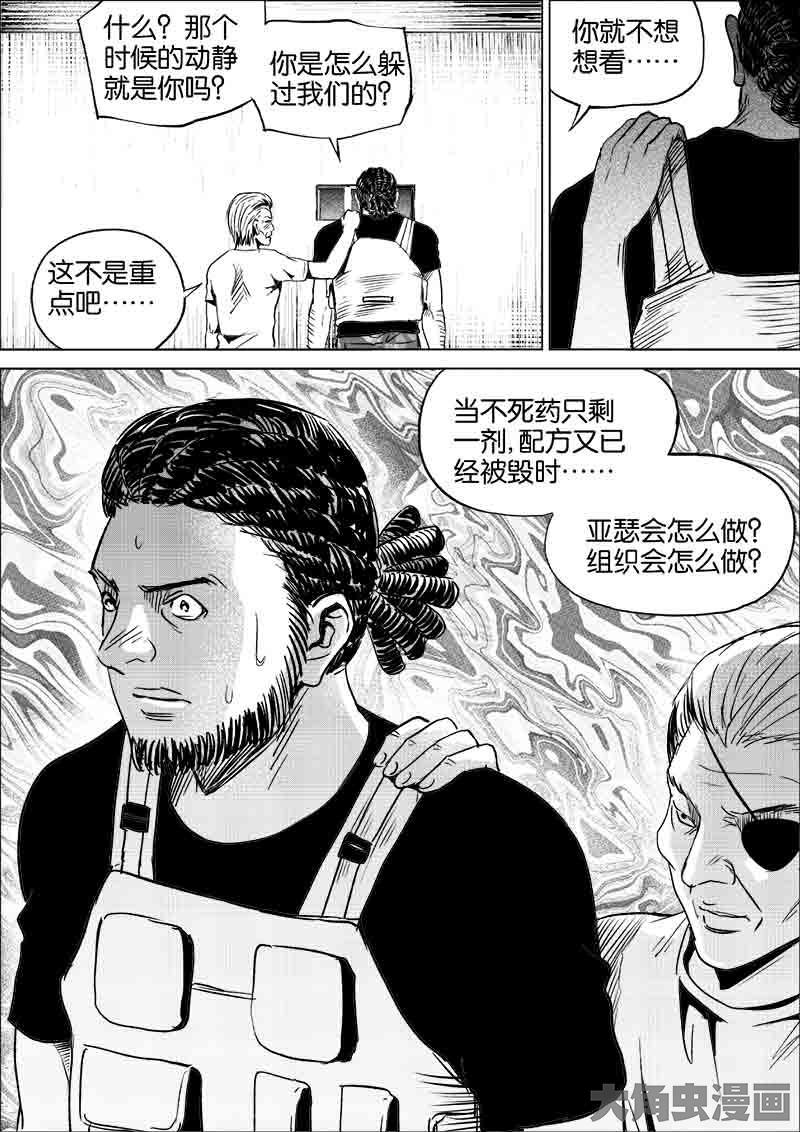 什么？那个
时候的动静
就是你吗？
你是怎么躲
过我们的？
这不是重
点吧……
你就不想
想看……
当不死药只剩
一剂，配方又已
经被毁时……
亚瑟会怎么做？
组织会怎么做？
大角虫漫画